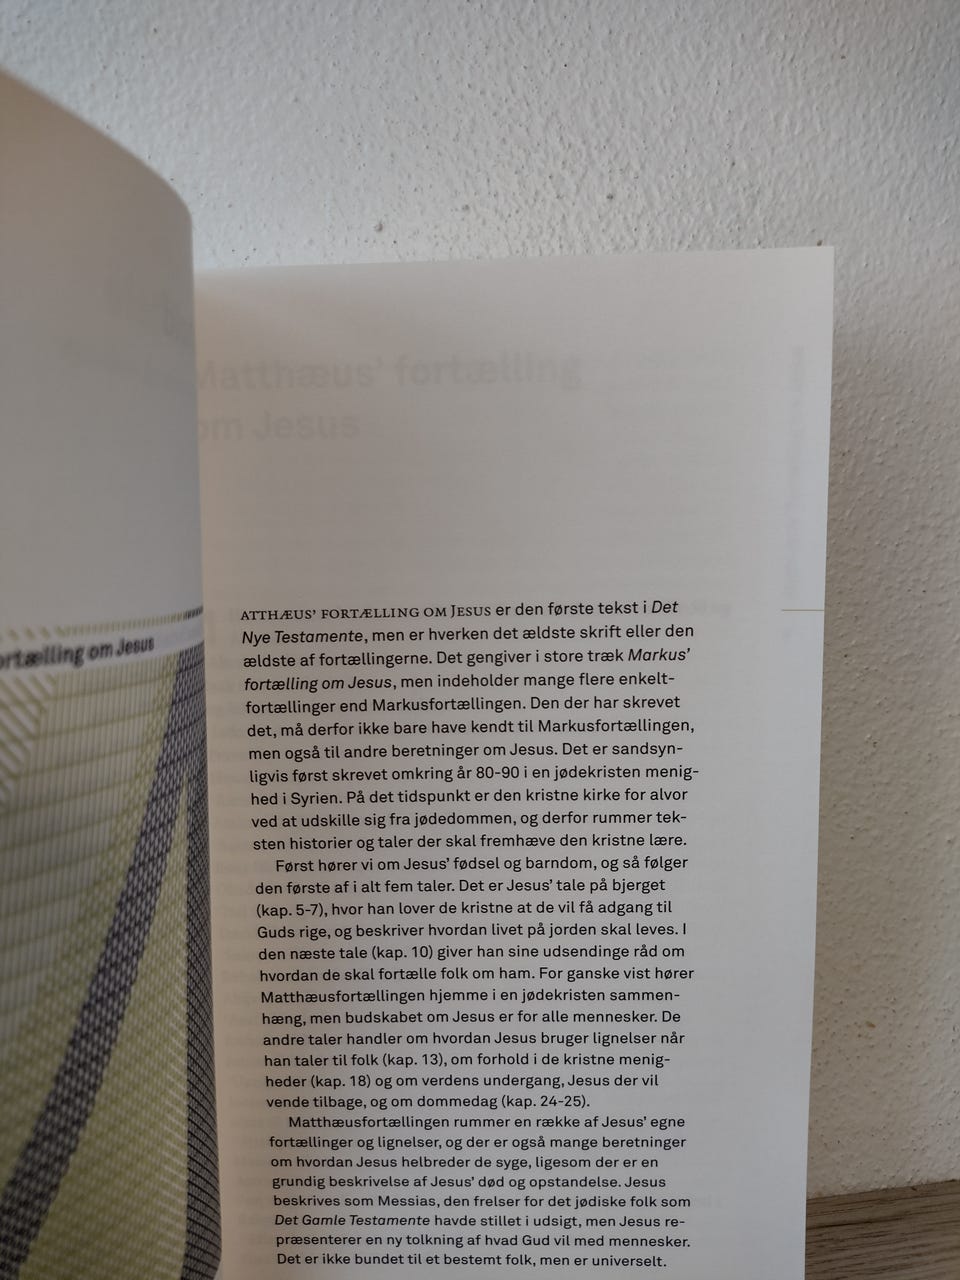 Matthæus' fortælling
om Jesus
ortælling om Jesus
ATTHÆUS' FORTÆLLING OM JESUS er den første tekst i Det
Nye Testamente, men er hverken det ældste skrift eller den
ældste af fortællingerne. Det gengiver i store træk Markus'
fortælling om Jesus, men indeholder mange flere enkelt-
fortællinger end Markusfortællingen. Den der har skrevet
det, må derfor ikke bare have kendt til Markusfortællingen,
men også til andre beretninger om Jesus. Det er sandsyn-
ligvis først skrevet omkring år 80-90 i en jødekristen menig-
hed i Syrien. På det tidspunkt er den kristne kirke for alvor
ved at udskille sig fra jødedommen, og derfor rummer tek-
sten historier og taler der skal fremhæve den kristne lære.
Først hører vi om Jesus' fødsel og barndom, og så følger
den første af i alt fem taler. Det er Jesus' tale på bjerget
(kap. 5-7), hvor han lover de kristne at de vil få adgang til
Guds rige, og beskriver hvordan livet på jorden skal leves. I
den næste tale (kap. 10) giver han sine udsendinge råd om
hvordan de skal fortælle folk om ham. For ganske vist hører
Matthæusfortællingen hjemme i en jødekristen sammen-
hæng, men budskabet om Jesus er for alle mennesker. De
andre taler handler om hvordan Jesus bruger lignelser når
han taler til folk (kap. 13), om forhold i de kristne menig-
heder (kap. 18) og om verdens undergang, Jesus der vil
vende tilbage, og om dommedag (kap. 24-25).
Matthæusfortællingen rummer en række af Jesus' egne
fortællinger og lignelser, og der er også mange beretninger
om hvordan Jesus helbreder de syge, ligesom der er en
grundig beskrivelse af Jesus' død og opstandelse. Jesus
beskrives som Messias, den frelser for det jødiske folk som
Det Gamle Testamente havde stillet i udsigt, men Jesus re-
præsenterer en ny tolkning af hvad Gud vil med mennesker.
Det er ikke bundet til et bestemt folk, men er universelt.